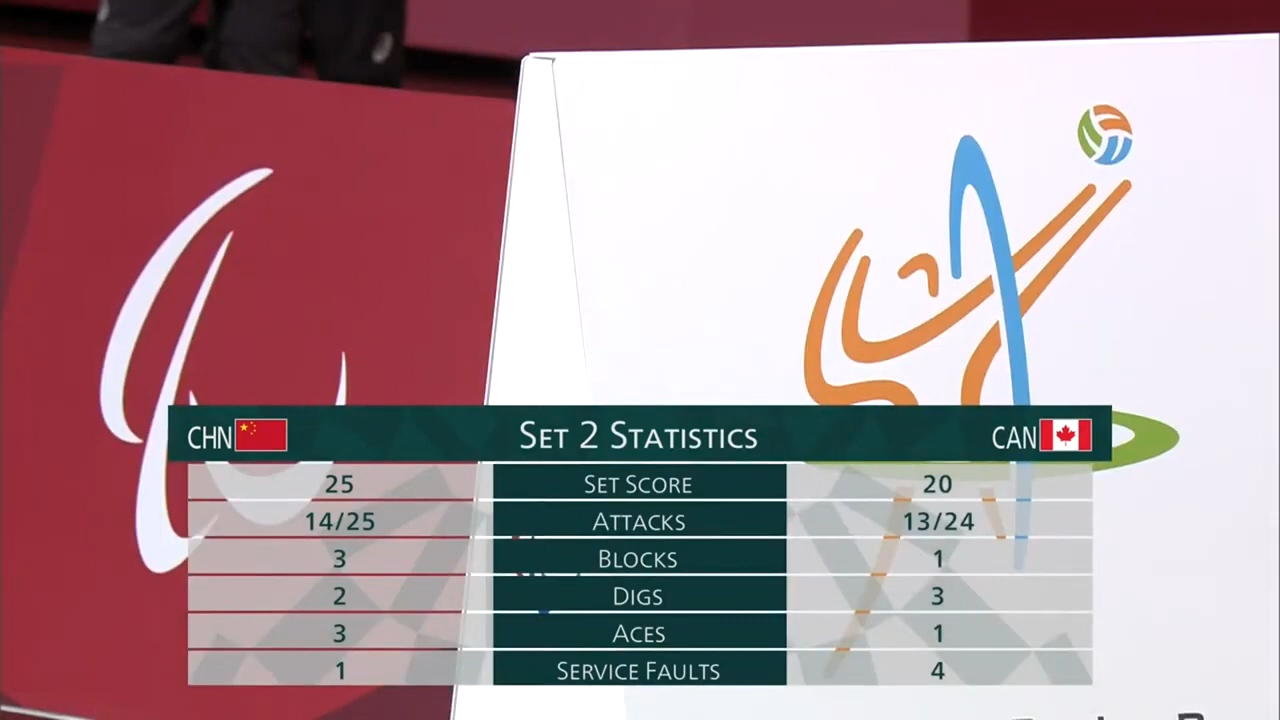 CHN SET 2 STATISTICS CAN
25 SET SCORE 20
14/25 ATTACKS 13/24
3 BLOCKS 1
2 DIGS 3
3 ACES 1
1 SERVICE FAULTS 4